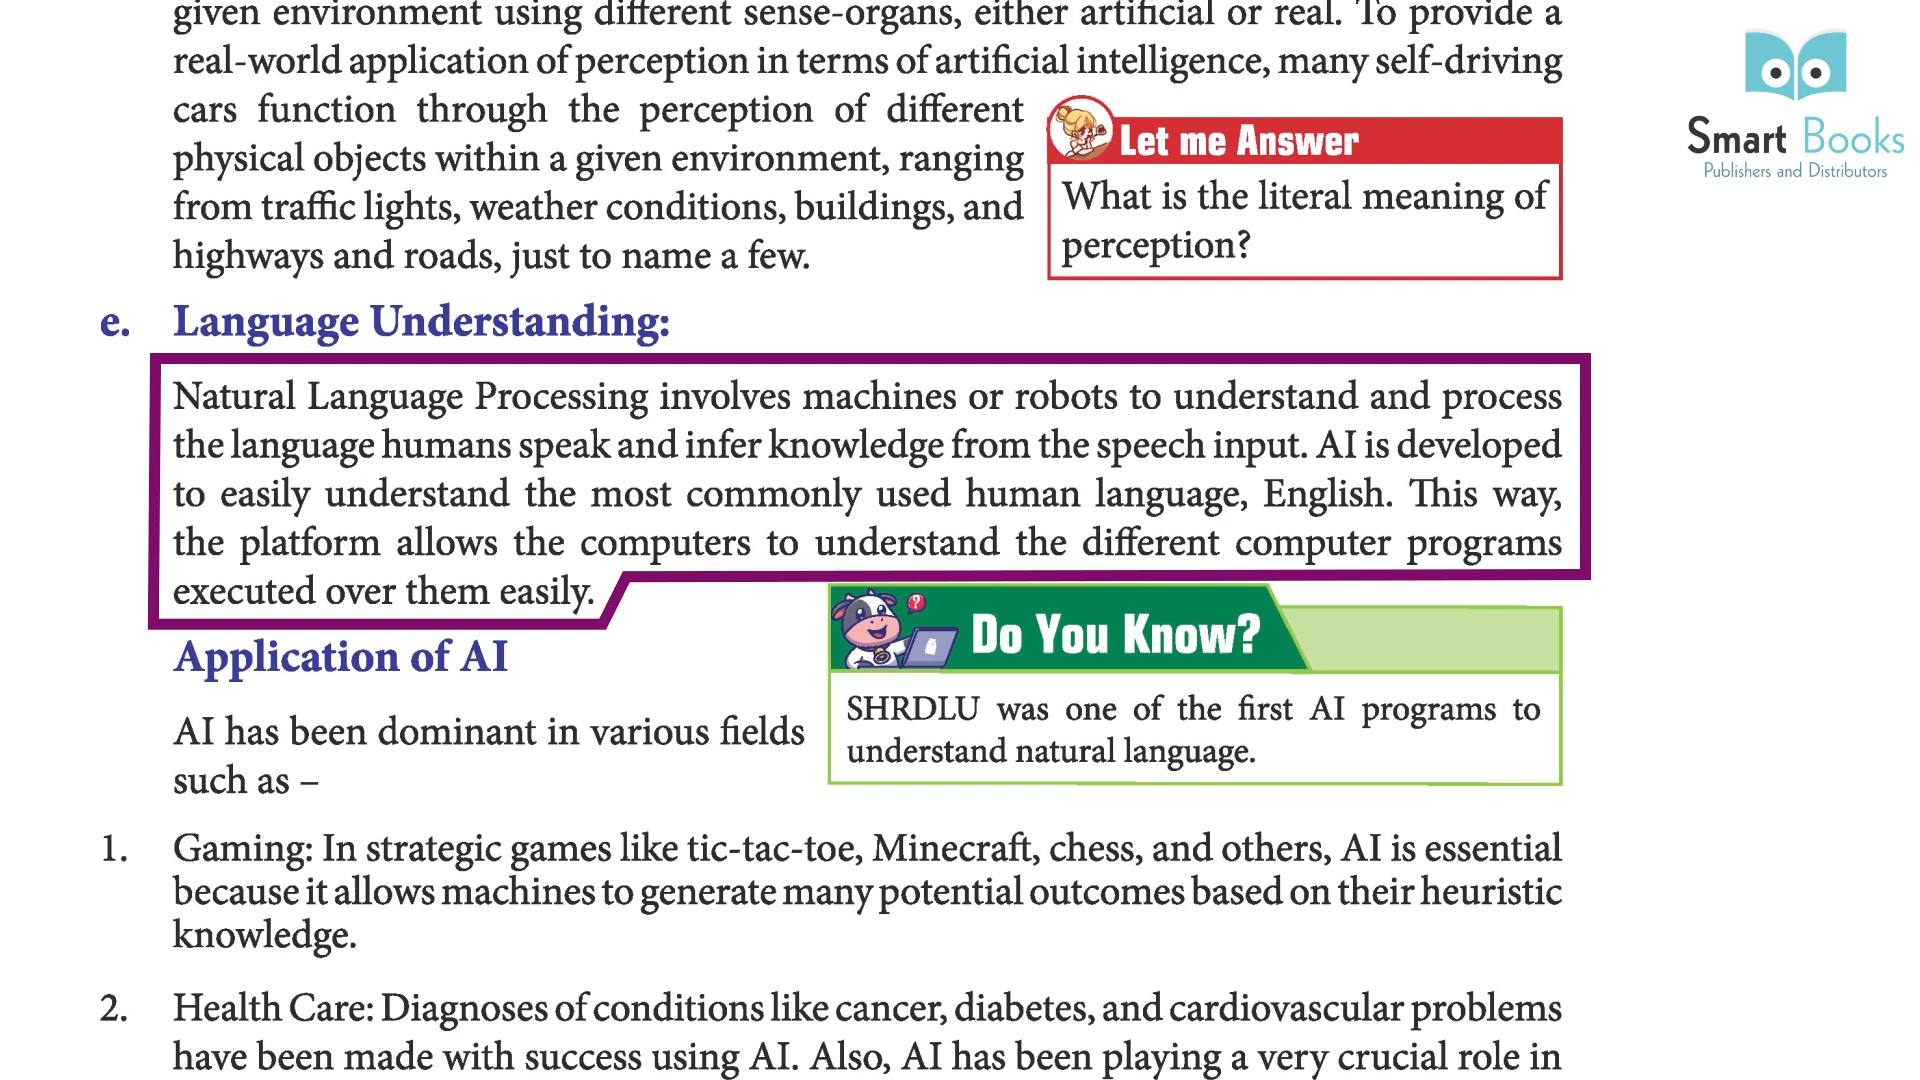 given environment using different sense-organs, either artificial or real. To provide a
real-world application of perception in terms of artificial intelligence, many self-driving
cars function through the perception of different
physical objects within a given environment, ranging
from traffic lights, weather conditions, buildings, and
highways and roads, just to name a few.
Let me Answer
What is the literal meaning of
perception?
Smart Books
Publishers and Distributors
e. Language Understanding:
Natural Language Processing involves machines or robots to understand and process
the language humans speak and infer knowledge from the speech input. AI is developed
to easily understand the most commonly used human language, English. This way,
the platform allows the computers to understand the different computer programs
executed over them easily.
Application of AI
AI has been dominant in various fields
such as –
Do You Know?
SHRDLU was one of the first AI programs to
understand natural language.
1. Gaming: In strategic games like tic-tac-toe, Minecraft, chess, and others, AI is essential
because it allows machines to generate many potential outcomes based on their heuristic
knowledge.
2. Health Care: Diagnoses of conditions like cancer, diabetes, and cardiovascular problems
have been made with success using AI. Also, AI has been playing a very crucial role in